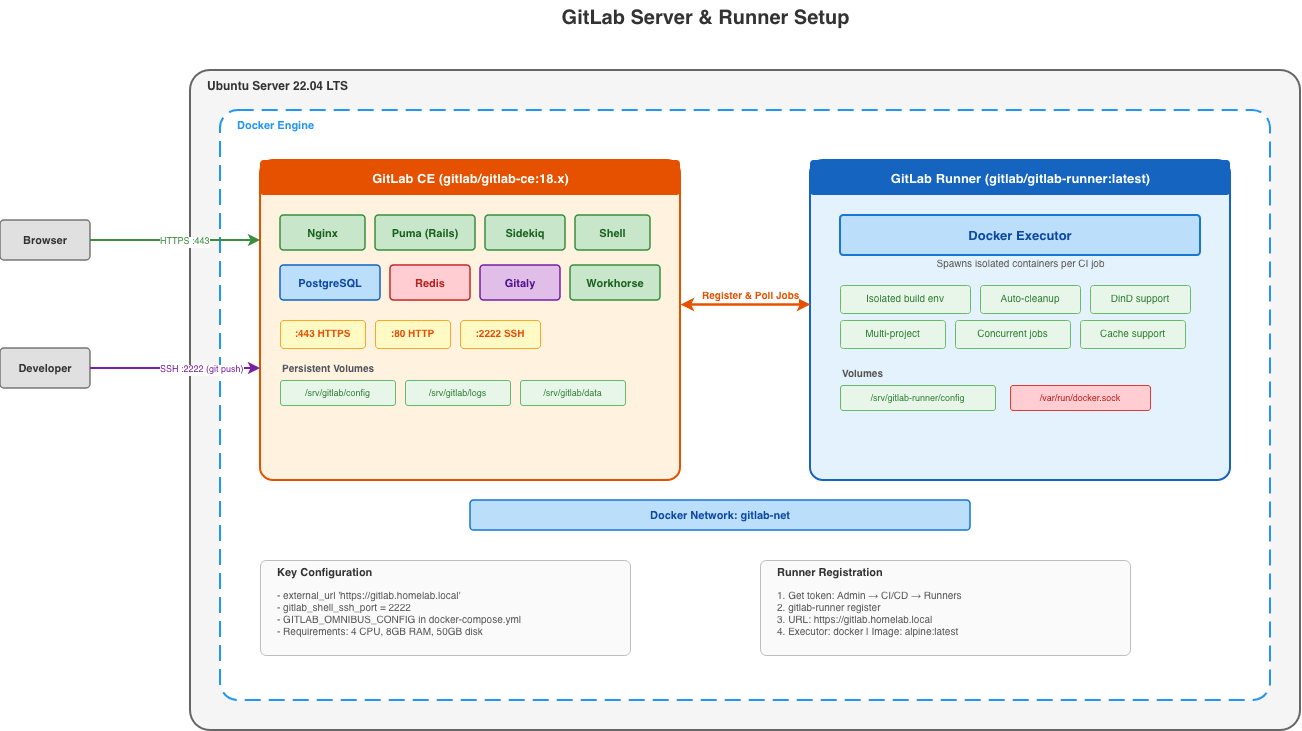 GitLab Server & Runner Setup
Ubuntu Server 22.04 LTS
Docker Engine
Browser
HTTPS :443
Developer
SSH :2222 (git push)
GitLab CE (gitlab/gitlab-ce:18.x)
Nginx
Puma (Rails)
Sidekiq
Shell
PostgreSQL
Redis
Gitaly
Workhorse
:443 HTTPS
:80 HTTP
:2222 SSH
Persistent Volumes
/srv/gitlab/config
/srv/gitlab/logs
/srv/gitlab/data
Register & Poll Jobs
GitLab Runner (gitlab/gitlab-runner:latest)
Docker Executor
Spawns isolated containers per CI job
Isolated build env
Auto-cleanup
DinD support
Multi-project
Concurrent jobs
Cache support
Volumes
/srv/gitlab-runner/config
/var/run/docker.sock
Docker Network: gitlab-net
Key Configuration
- external_url 'https://gitlab.homelab.local'
- gitlab_shell_ssh_port = 2222
- GITLAB_OMNIBUS_CONFIG in docker-compose.yml
- Requirements: 4 CPU, 8GB RAM, 50GB disk
Runner Registration
1. Get token: Admin → CI/CD → Runners
2. gitlab-runner register
3. URL: https://gitlab.homelab.local
4. Executor: docker | Image: alpine:latest